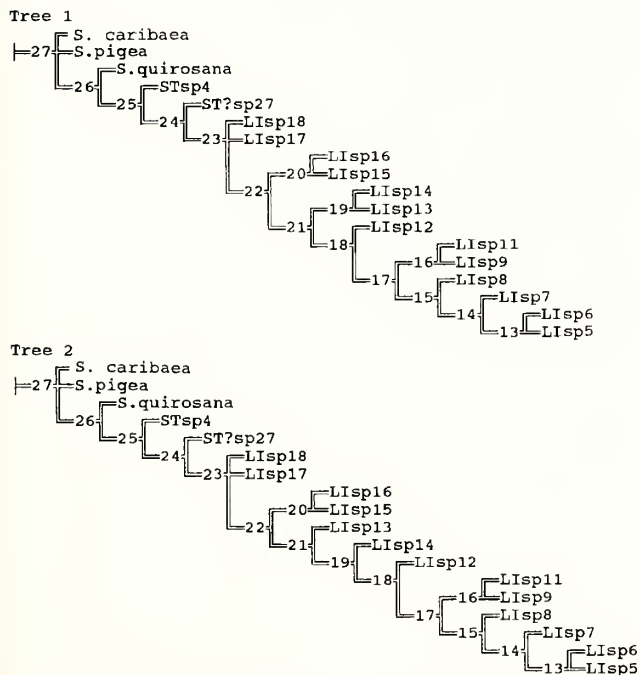 Tree 1
S. caribaea
27 S.pigea
S.quirosana
26
STsp4
25
ST?sp27
24
LIsp18
23 LIsp17
LIsp16
20
LIsp15
22
LIsp14
19
LIsp13
21
LIsp12
18
LIsp11
16
LIsp9
17
LIsp8
15
LIsp7
14
LIsp6
13
LIsp5
Tree 2
S. caribaea
27 S.pigea
S.quirosana
26
STsp4
25
ST?sp27
24
LIsp18
23 LIsp17
LIsp16
20
LIsp15
22
LIsp13
21
LIsp14
19
LIsp12
18
LIsp11
16
LIsp9
17
LIsp8
15
LIsp7
14
LIsp6
13 LIsp5